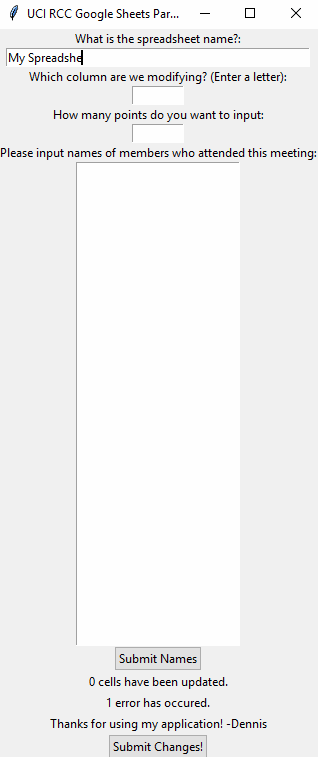 UCI RCC Google Sheets Par...
What is the spreadsheet name?:
My Spreadshe
Which column are we modifying? (Enter a letter):
How many points do you want to input:
Please input names of members who attended this meeting:
Submit Names
0 cells have been updated.
1 error has occured.
Thanks for using my application! -Dennis
Submit Changes!